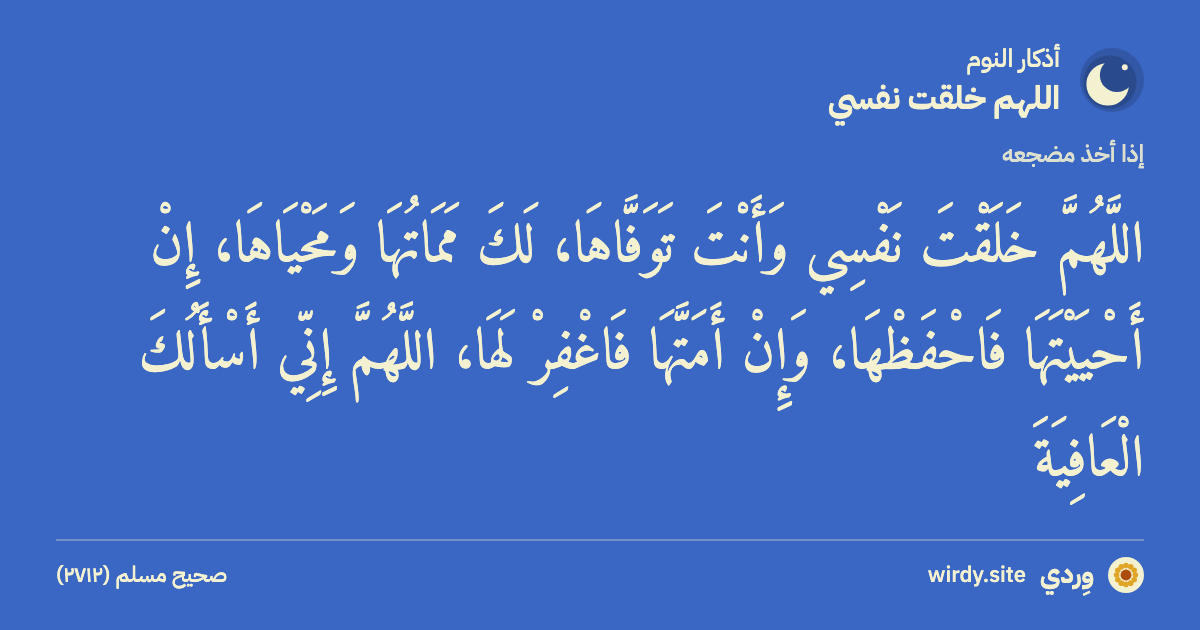 أذكار النوم
اللهم خلقت نفسي
إذا أخذ مضجعه
اللَّهُمَّ خَلَقْتَ نَفْسِي وَأَنْتَ تَوَفَّاهَا، لَكَ مَمَاتُهَا وَمَحْيَاهَا، إِنْ
أَحْيَيْتَهَا فَاحْفَظْهَا، وَإِنْ أَمَتَّهَا فَاغْفِرْ لَهَا، اللَّهُمَّ إِنِّي أَسْأَلُكَ
الْعَافِيَةَ
وِردي wirdy.site
صحيح مسلم (٢٧١٢)